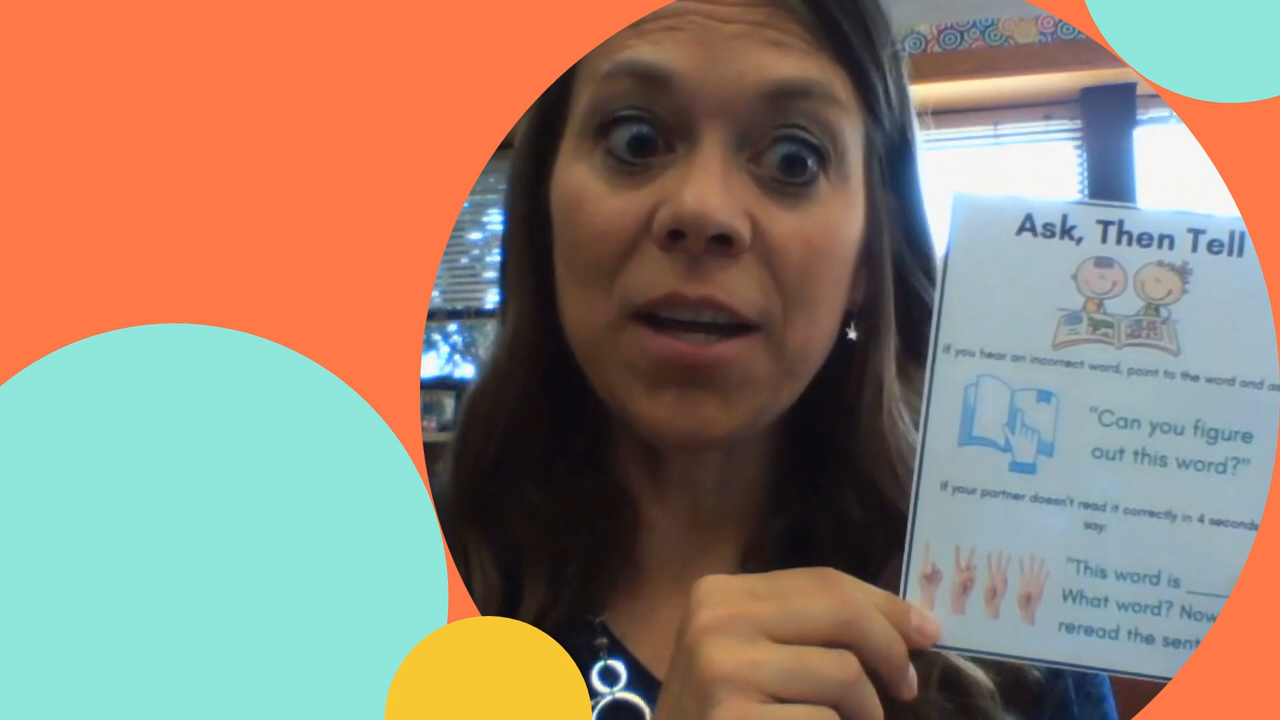 Ask, Then Tell
If you hear an incorrect word, point to the word and
"Can you figure
out this word?"
If your partner doesn't read it correctly in 4 seconds
say:
"This word is ____
What word? Now
reread the sent